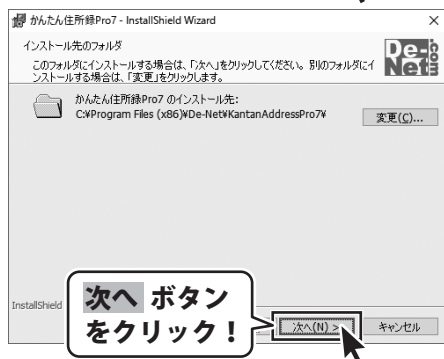 かんたん住所録Pro7 - InstallShield Wizard
インストール先のフォルダ
このフォルダにインストールする場合は、「次へ」をクリックしてください。別のフォルダにイ
ンストールする場合は、「変更」をクリックします。
De-Net.com
かんたん住所録Pro7 のインストール先:
C:¥Program Files (x86)¥De-Net¥KantanAddressPro7¥
変更(C)...
InstallShield
次へ ボタン
をクリック!
次へ(N) >
キャンセル